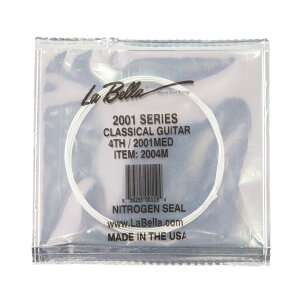 La Bella
2001 SERIES
CLASSICAL GUITAR
4TH / 2001MED
ITEM: 2004M
NITROGEN SEAL
www.LaBella.com
MADE IN THE USA